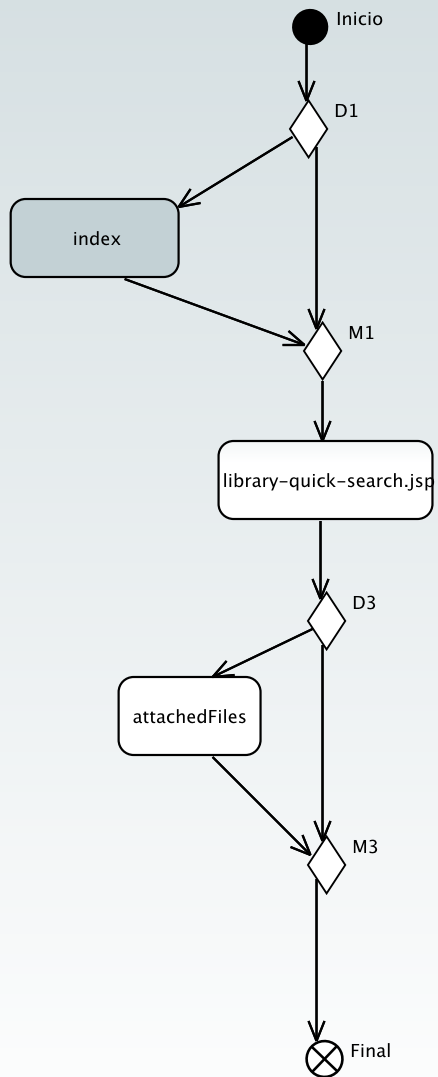 Inicio
D1
index
M1
library-quick-search.jsp
D3
attachedFiles
M3
Final